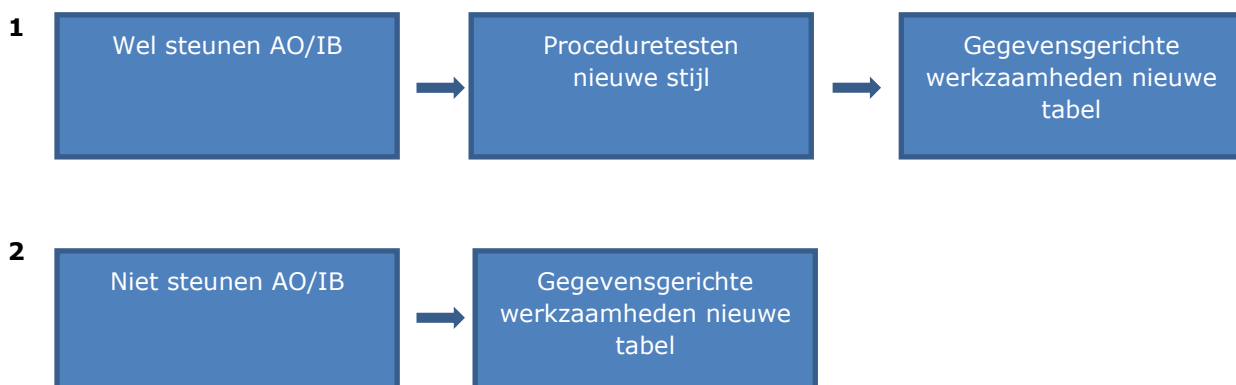 1
Wel steunen AO/IB
Proceduretesten
nieuwe stijl
Gegevensgerichte
werkzaamheden nieuwe
tabel
2
Niet steunen AO/IB
Gegevensgerichte
werkzaamheden nieuwe
tabel